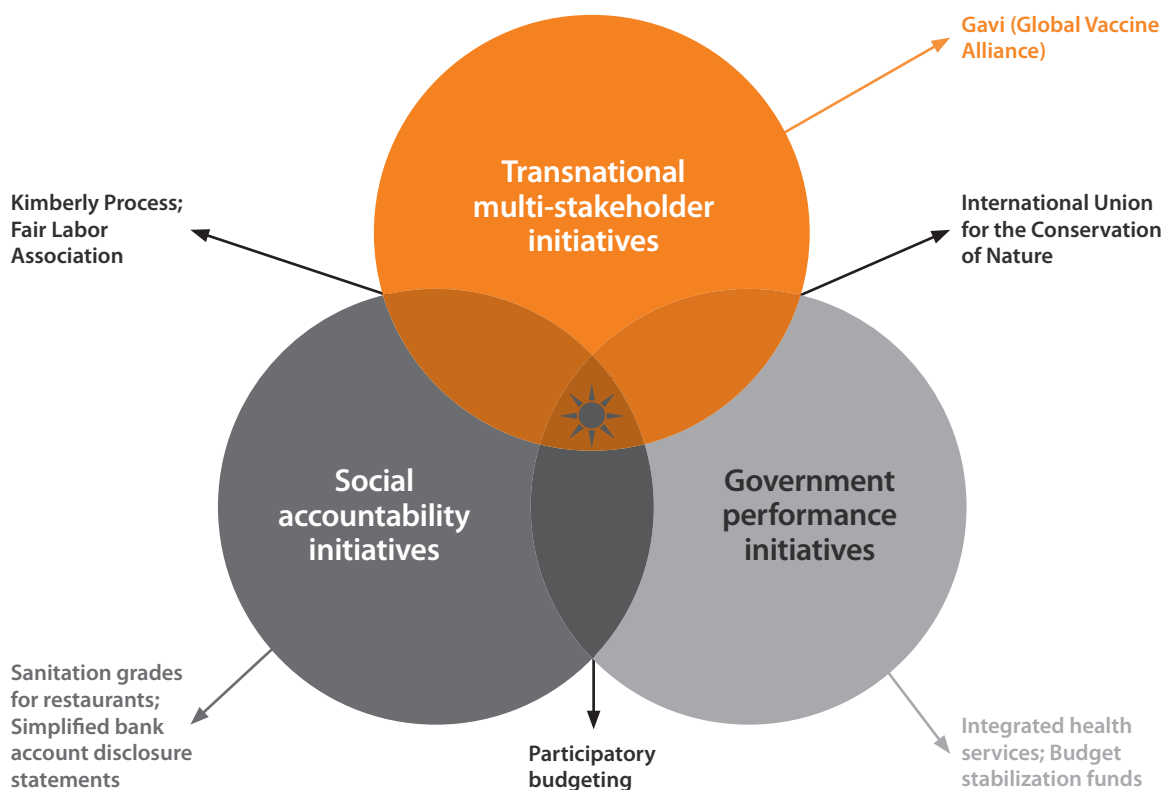 Gavi (Global Vaccine
Alliance)
Transnational
multi-stakeholder
initiatives
Kimberly Process;
Fair Labor
Association
International Union
for the Conservation
of Nature
Social
accountability
initiatives
Government
performance
initiatives
Sanitation grades
for restaurants;
Simplified bank
account disclosure
statements
Participatory
budgeting
Integrated health
services; Budget
stabilization funds